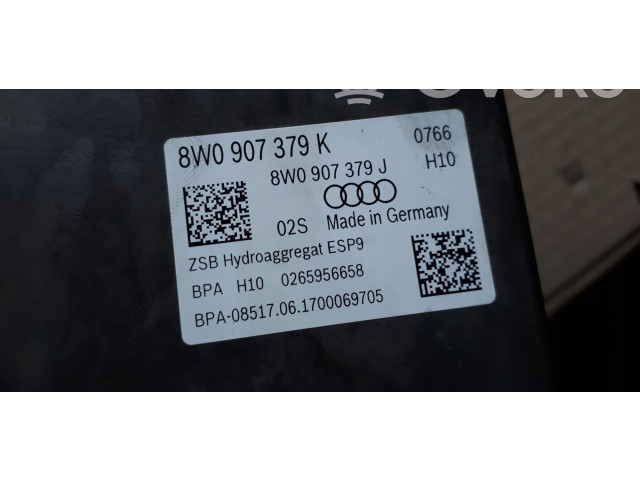 8W0 907 379 K 0766
8W0 907 379 J H10
02S Made in Germany
ZSB Hydroaggregat ESP9
BPA H10 0265956658
BPA-08517.06.1700069705